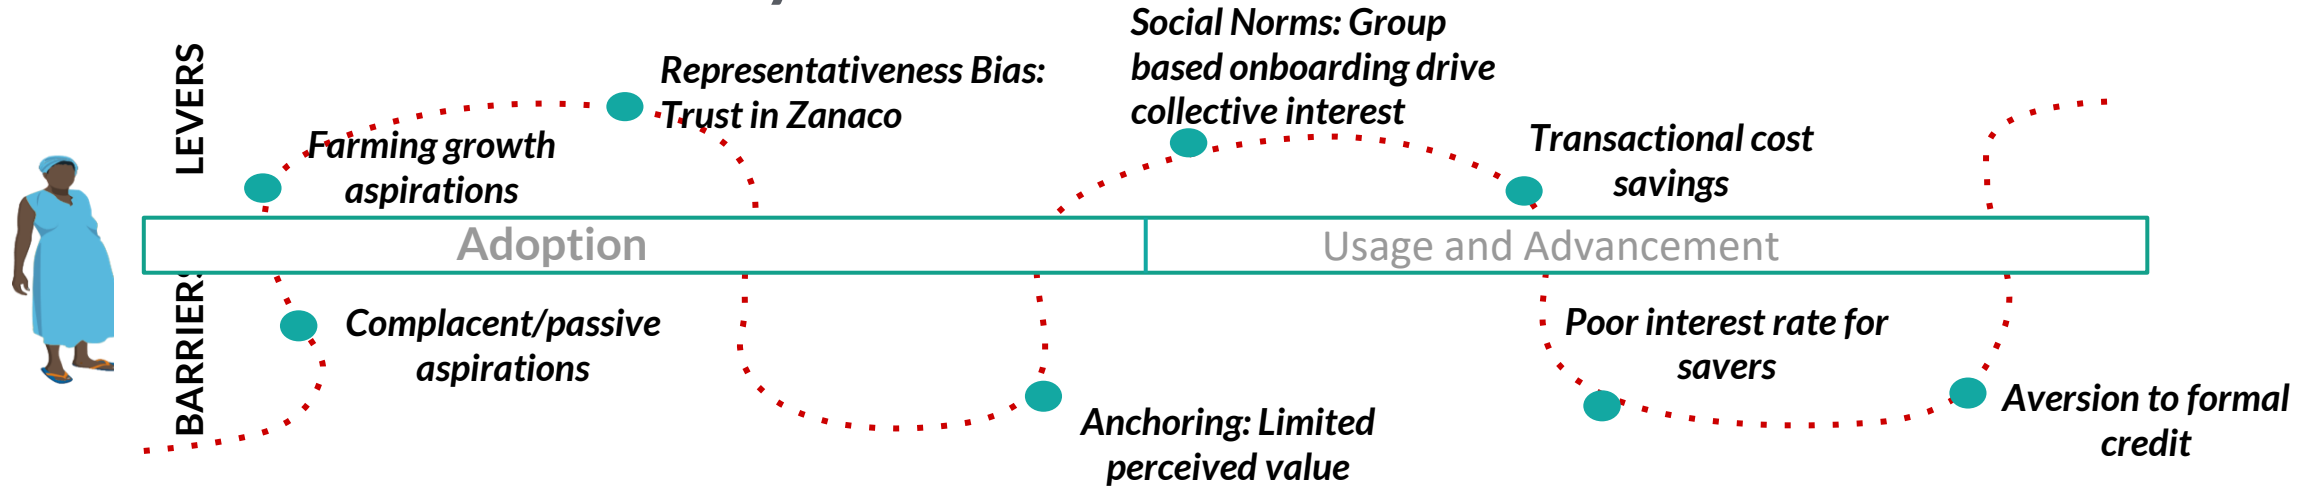 LEVERS
Farming growth
aspirations
Representativeness Bias:
Trust in Zanaco
Social Norms: Group
based onboarding drive
collective interest
Transactional cost
savings
Adoption
Usage and Advancement
BARRIERS
Complacent/passive
aspirations
Anchoring: Limited
perceived value
Poor interest rate for
savers
Aversion to formal
credit